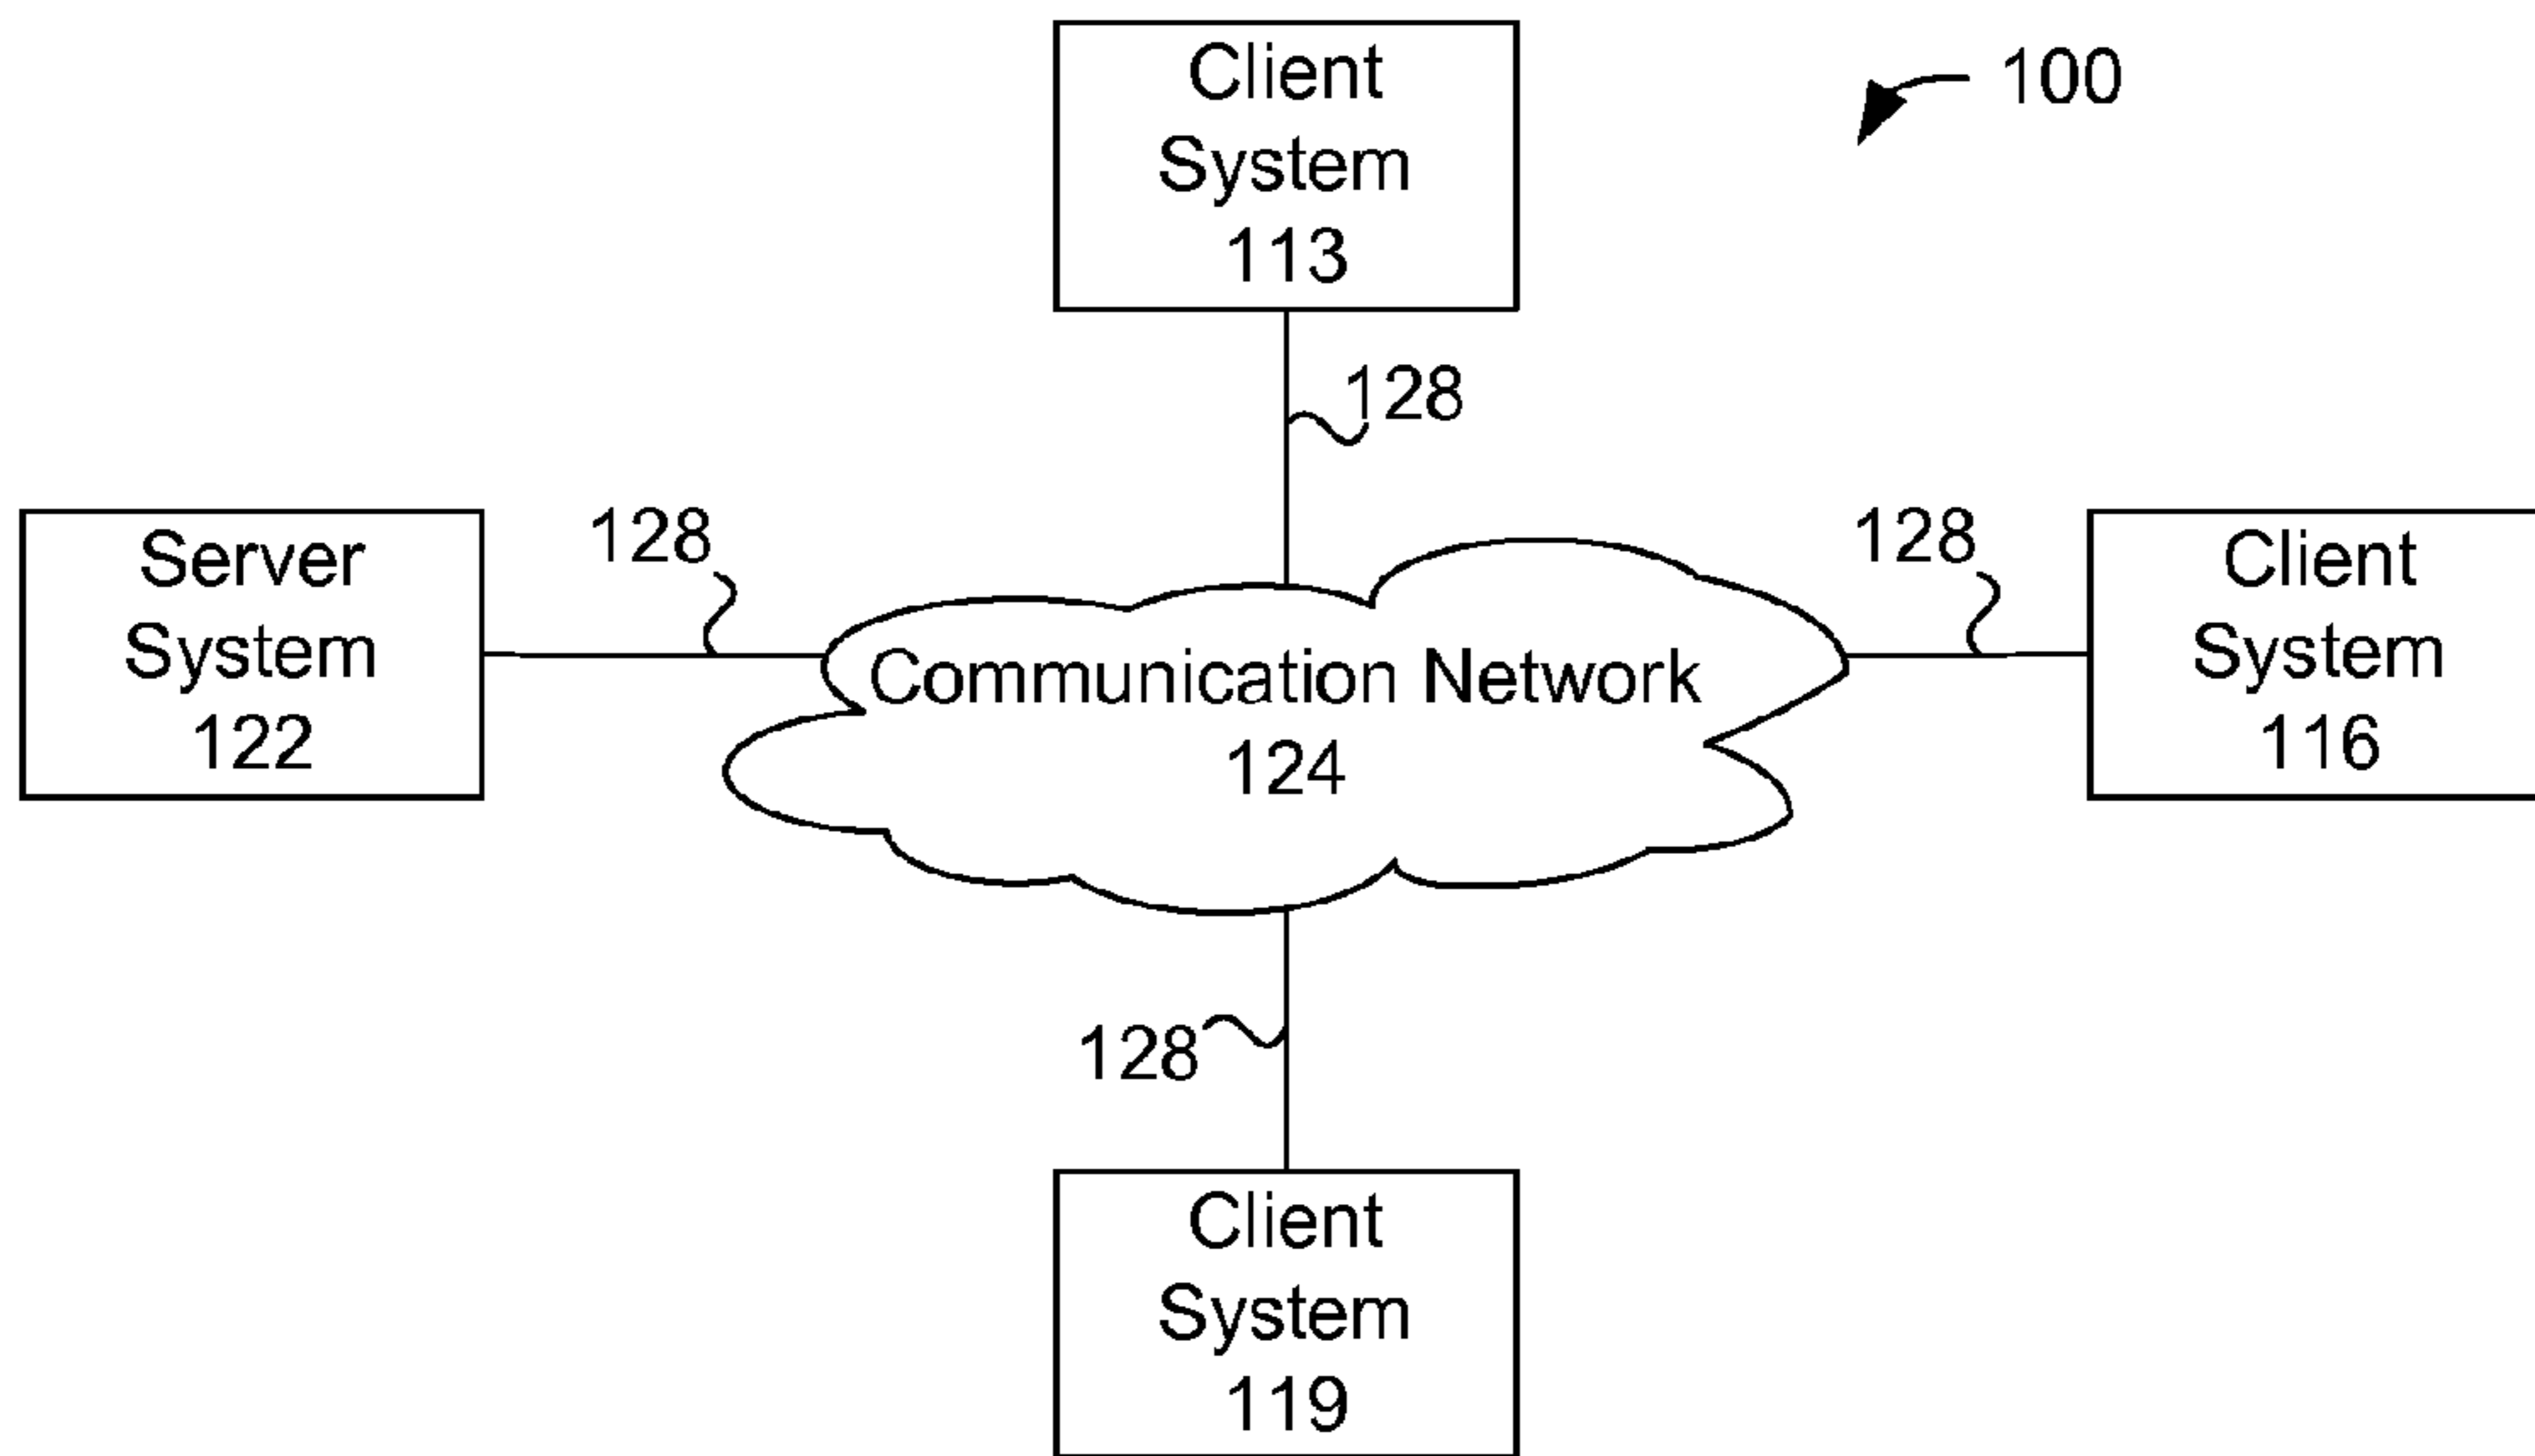 Client
System
113
100
128
Server
System
122
128
128
Client
System
116
Communication Network
124
128
Client
System
119